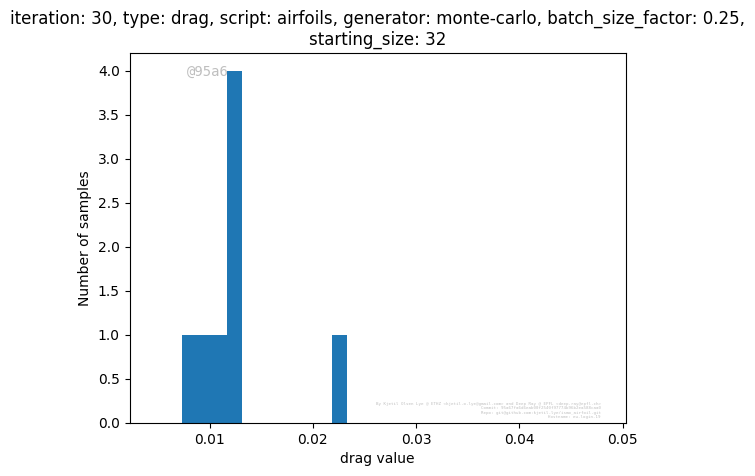 iteration: 30, type: drag, script: airfoils, generator: monte-carlo, batch_size_factor: 0.25,
starting_size: 32
@95a6
4.0
3.5
3.0
2.5
2.0
1.5
1.0
0.5
0.0
Number of samples
0.01
0.02
0.03
0.04
0.05
drag value